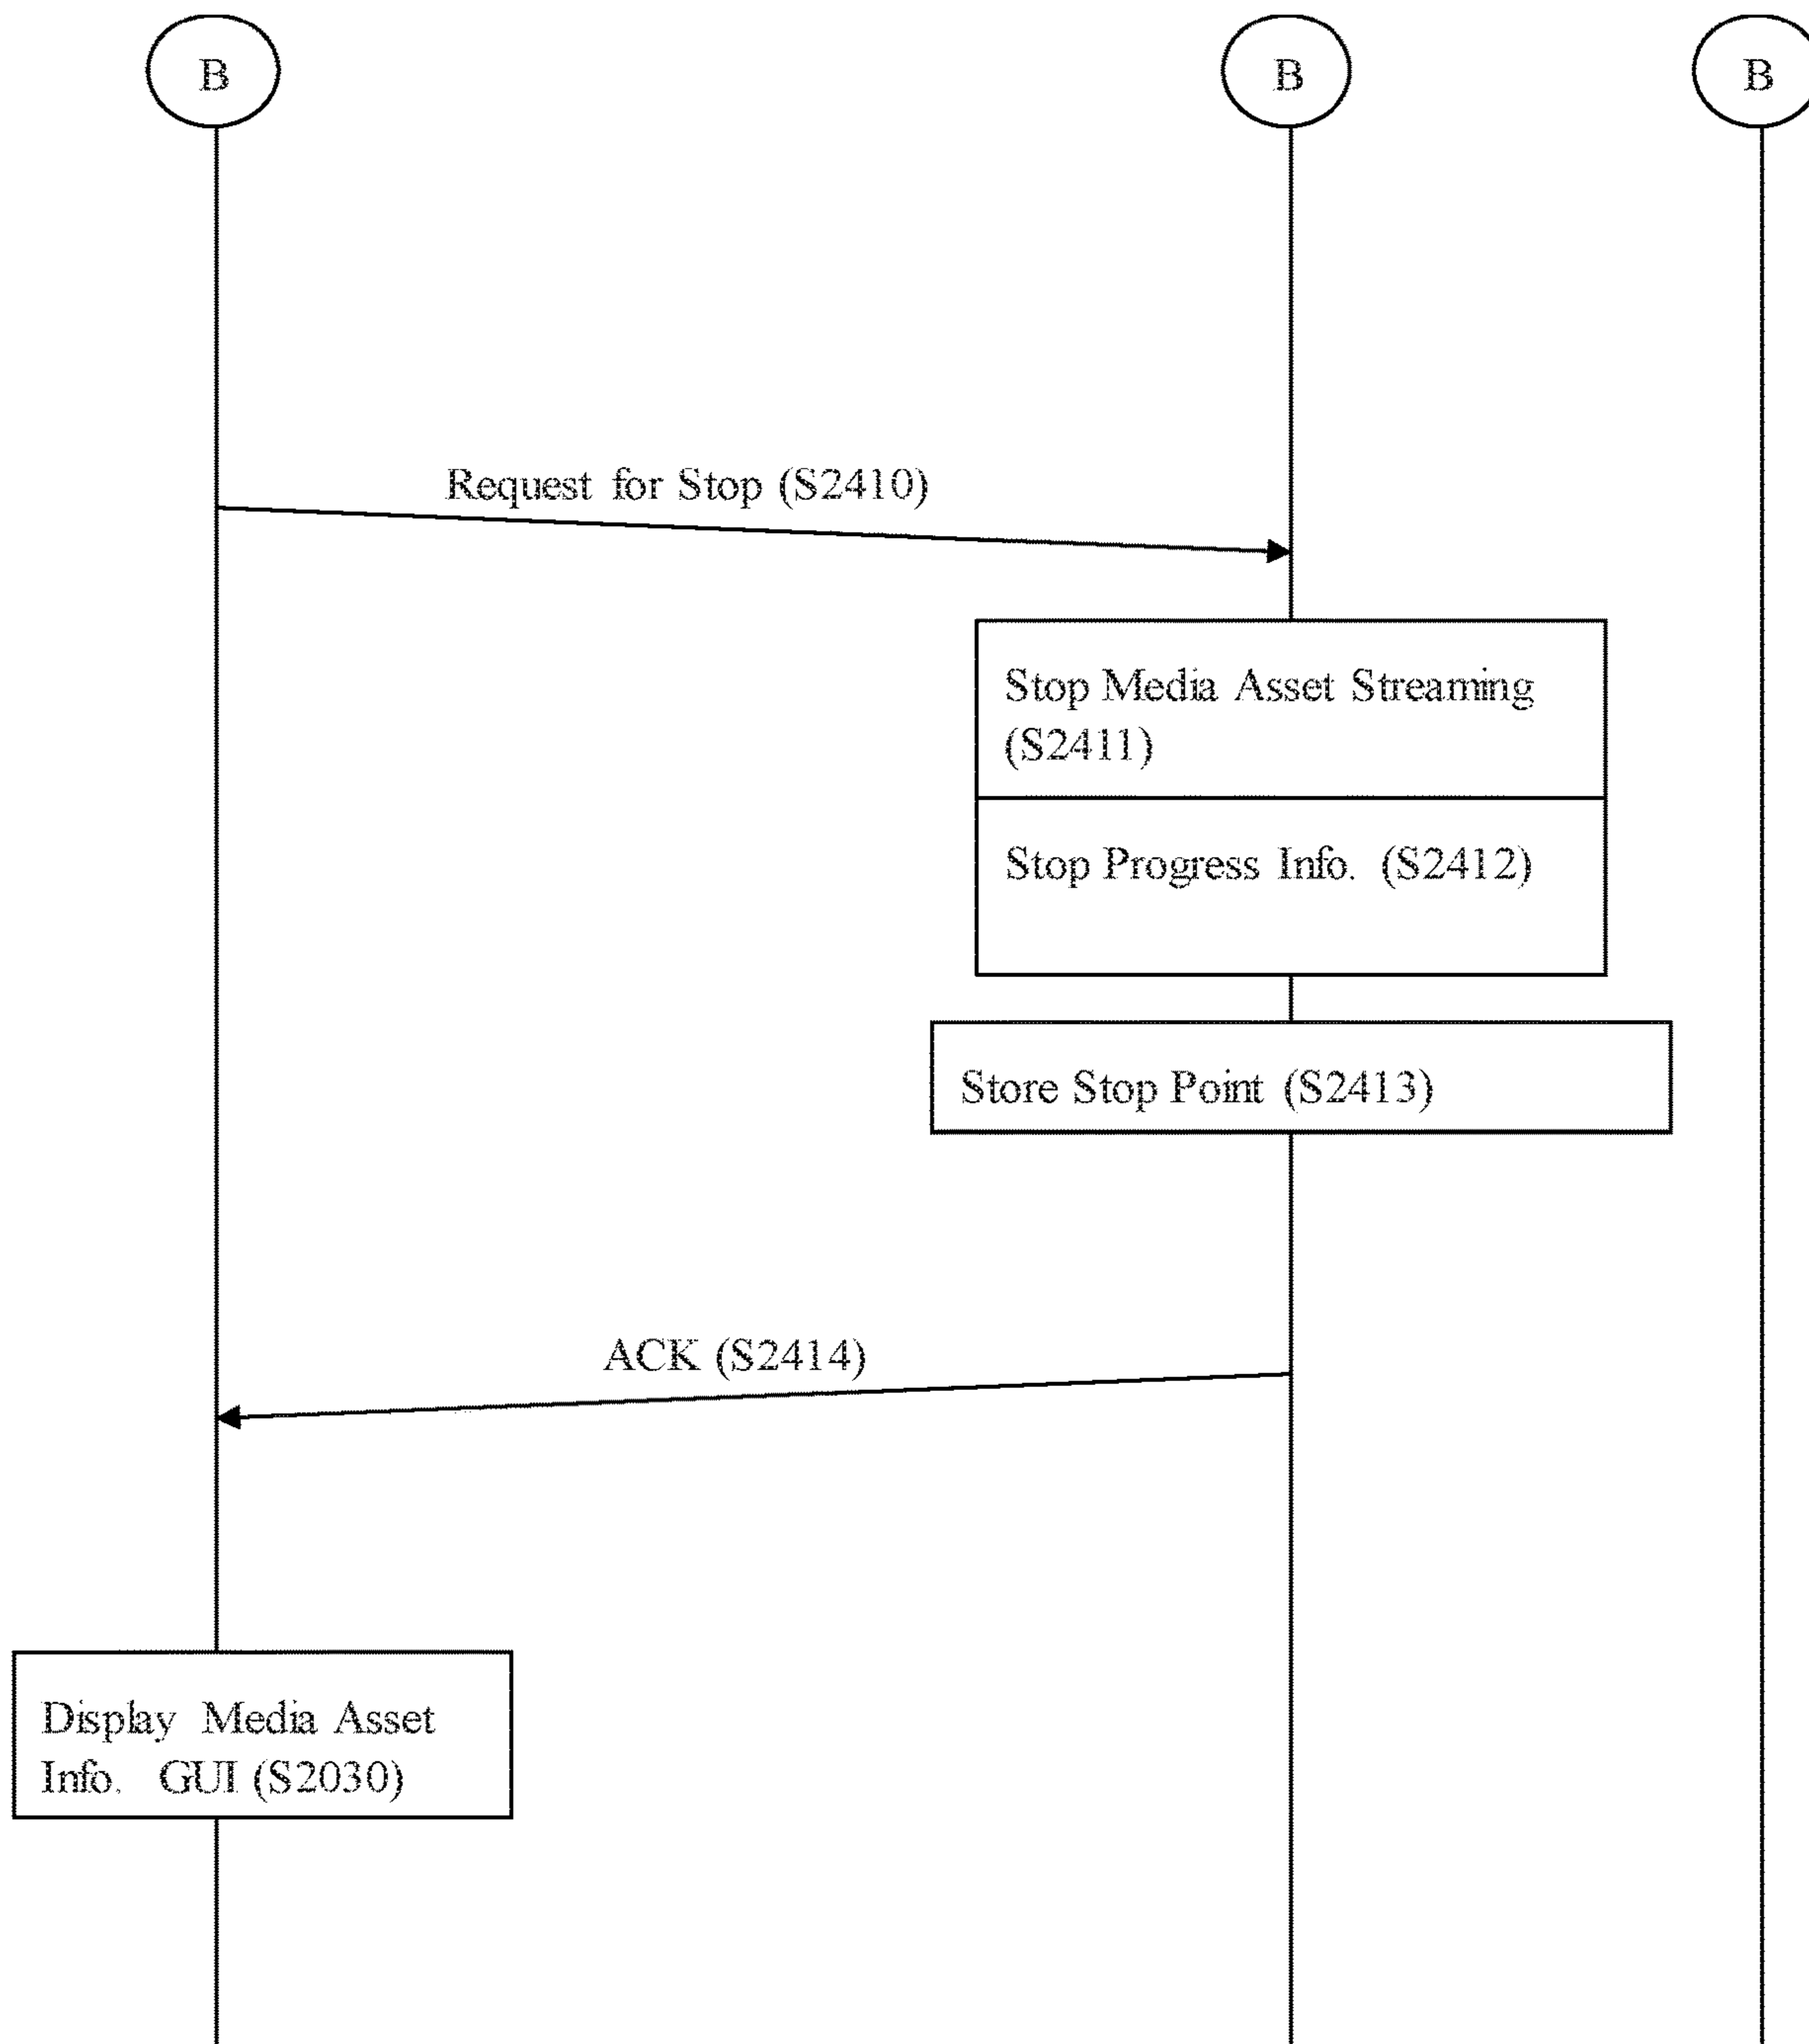 B
B
B
Request for Stop (S2410)
Stop Media Asset Streaming
(S2411)
Stop Progress Info. (S2412)
Store Stop Point (S2413)
ACK (S2414)
Display Media Asset
Info. GUI (S2030)